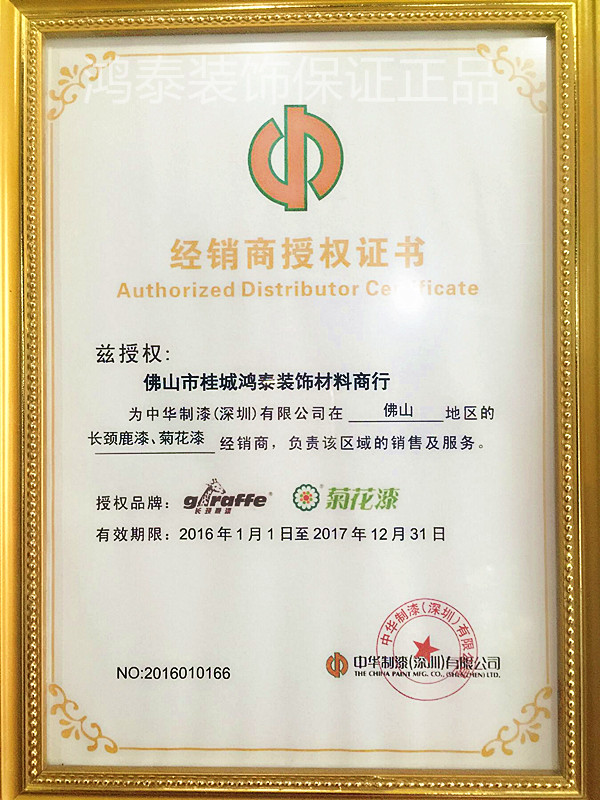 鸿泰装饰保证正品
经销商授权证书
Authorized Distributor Certificate
兹授权:
佛山市桂城鸿泰装饰材料商行
为中华制漆(深圳)有限公司在 佛山 地区的
长颈鹿漆、菊花漆 经销商，负责该区域的销售及服务。
授权品牌: giraffe® 长颈鹿漆 菊花漆
有效期限: 2016年1月1日至2017年12月31日
中华制漆(深圳)有限公司
NO:2016010166
中华制漆(深圳)有限公司
THE CHINA PAINT MFG. CO., (SHENZHEN) LTD.